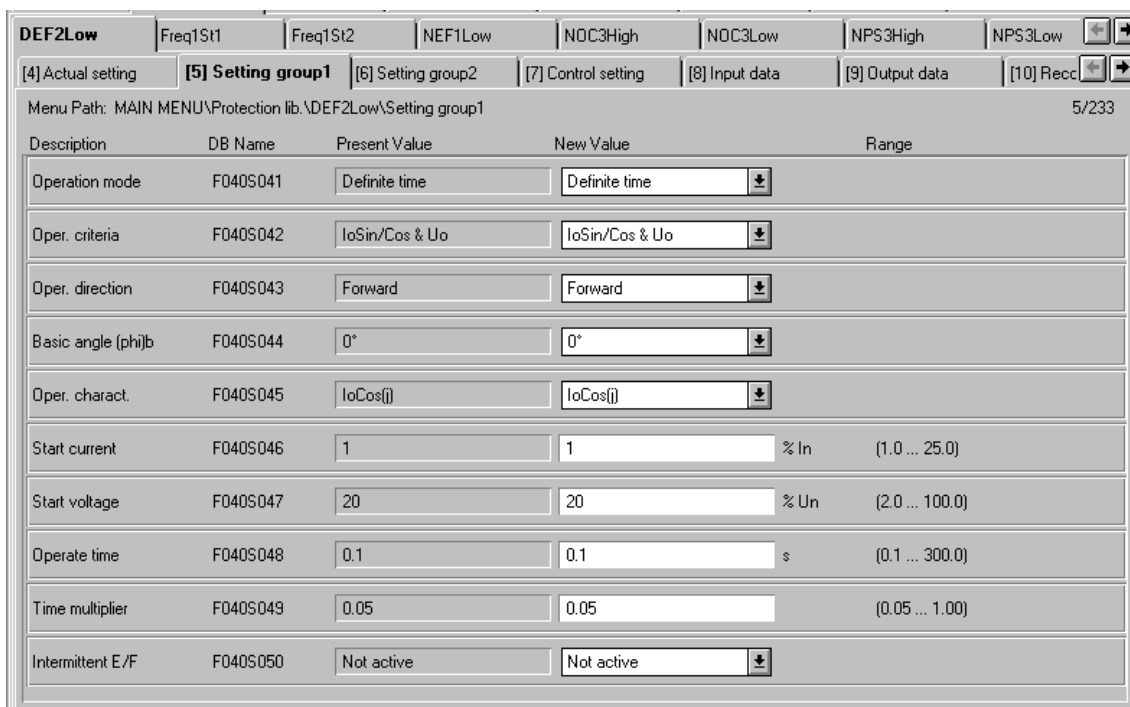 DEF2Low Freq1St1 Freq1St2 NEF1Low NOC3High NOC3Low NPS3High NPS3Low
[4] Actual setting [5] Setting group1 [6] Setting group2 [7] Control setting [8] Input data [9] Output data [10] Recc
Menu Path: MAIN MENU\Protection lib.\DEF2Low\Setting group1 5/233
Description DB Name Present Value New Value Range
Operation mode F040S041 Definite time Definite time
Oper. criteria F040S042 IoSin/Cos & Uo IoSin/Cos & Uo
Oper. direction F040S043 Forward Forward
Basic angle (phi)b F040S044 0° 0°
Oper. charact. F040S045 IoCos(j) IoCos(j)
Start current F040S046 1 1 % In (1.0 ... 25.0)
Start voltage F040S047 20 20 % Un (2.0 ... 100.0)
Operate time F040S048 0.1 0.1 s (0.1 ... 300.0)
Time multiplier F040S049 0.05 0.05 (0.05 ... 1.00)
Intermittent E/F F040S050 Not active Not active